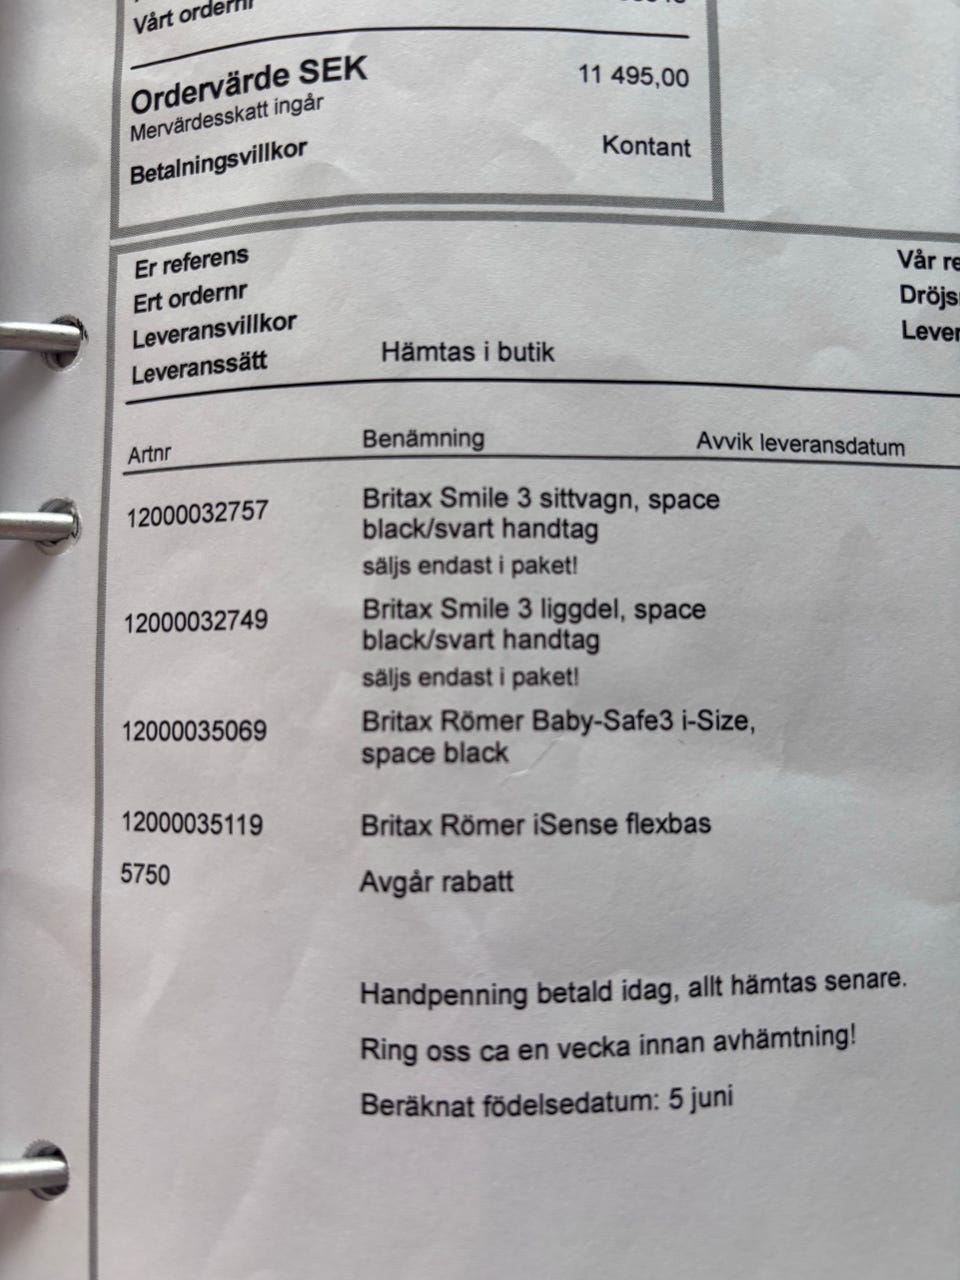 Vårt ordernr
Ordervärde SEK 11 495,00
Mervärdesskatt ingår
Betalningsvillkor Kontant
Er referens Vår
Ert ordernr
Leveransvillkor
Leveranssätt Hämtas i butik
Artnr Benämning Avvik leveransdatum
12000032757 Britax Smile 3 sittvagn, space
black/svart handtag
säljs endast i paket!
12000032749 Britax Smile 3 liggdel, space
black/svart handtag
säljs endast i paket!
12000035069 Britax Römer Baby-Safe3 i-Size,
space black
12000035119 Britax Römer iSense flexbas
5750 Avgår rabatt
Handpenning betald idag, allt hämtas senare.
Ring oss ca en vecka innan avhämtning!
Beräknat födelsedatum: 5 juni